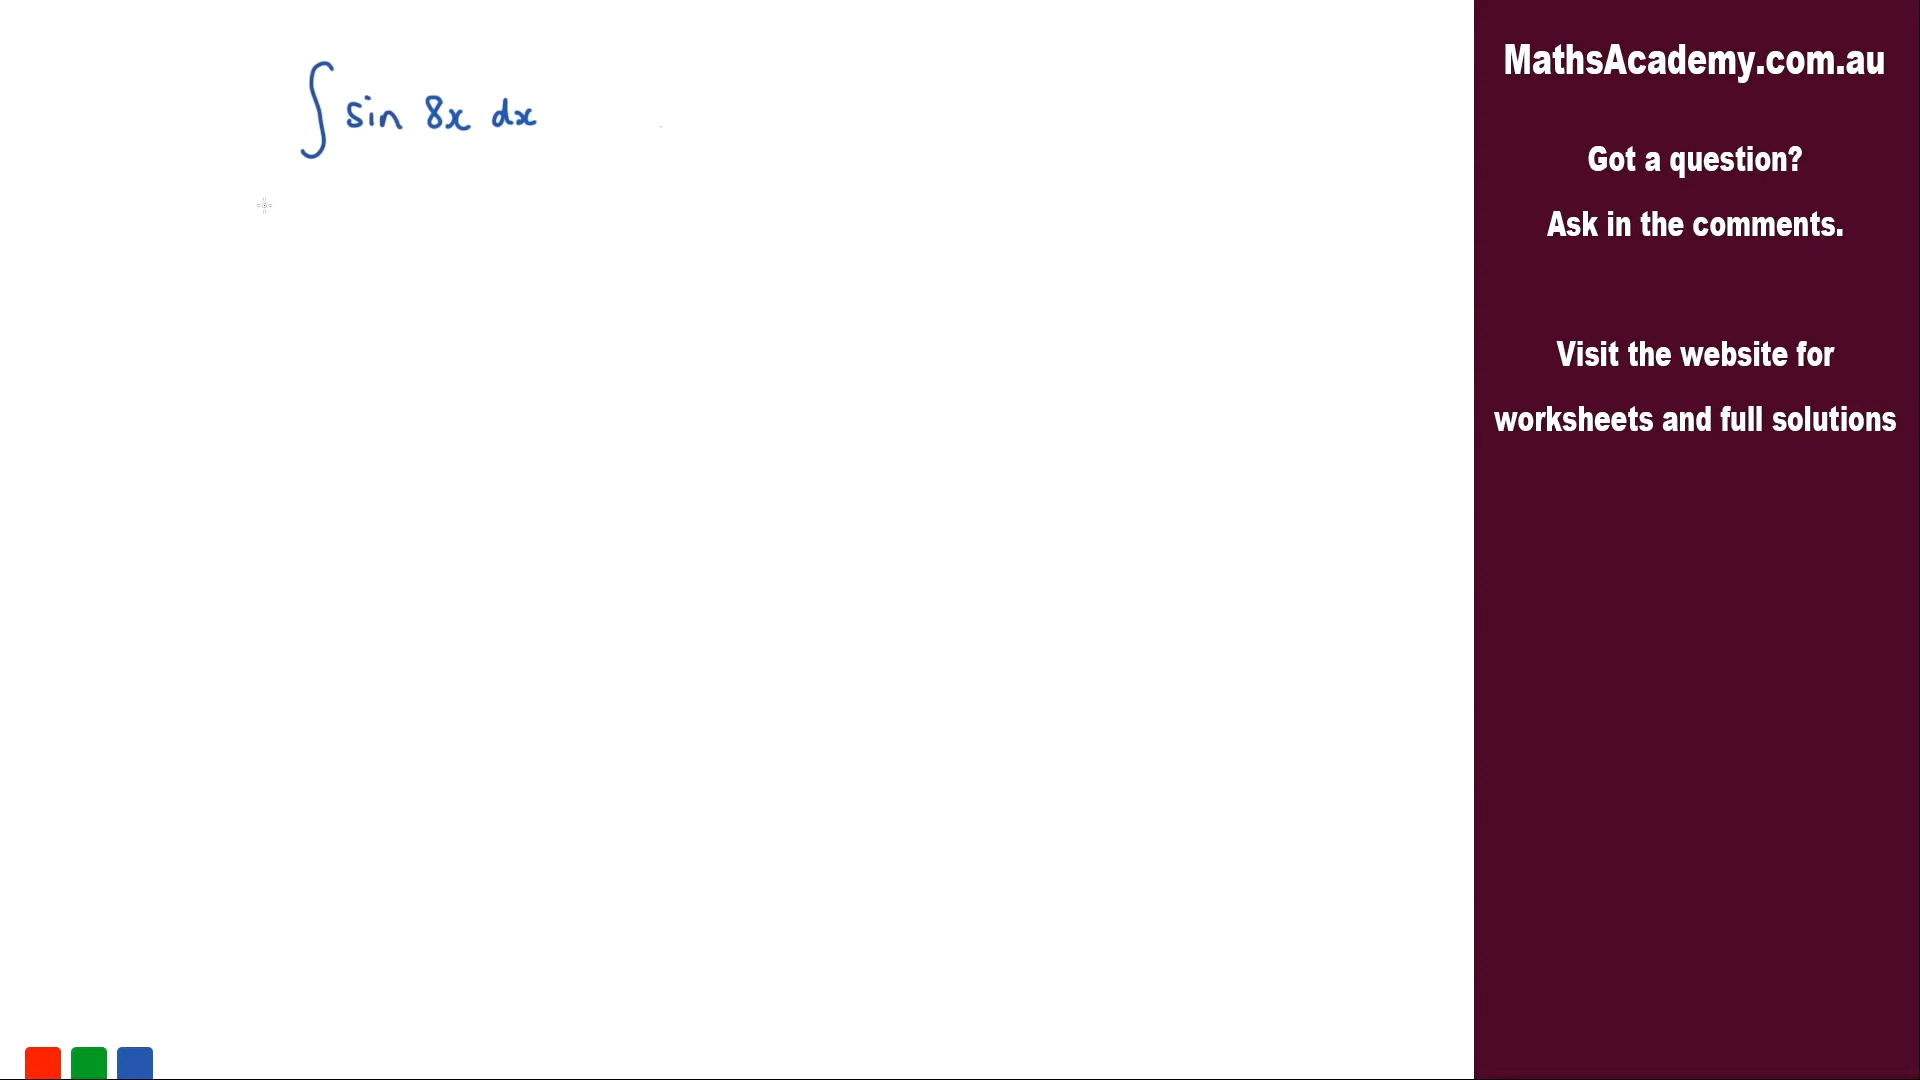 ∫ sin 8x dx
MathsAcademy.com.au
Got a question?
Ask in the comments.
Visit the website for
worksheets and full solutions